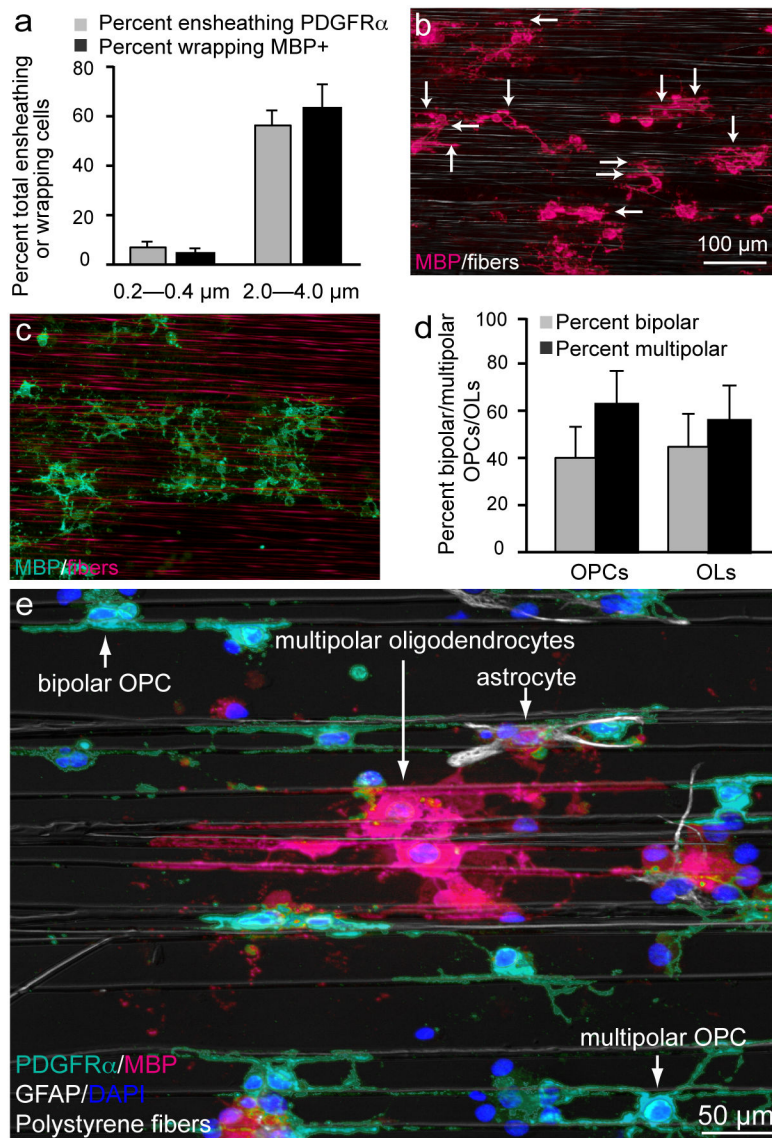 a
Percent ensheathing PDGFRα
Percent wrapping MBP+
Percent total ensheathing
or wrapping cells
80
60
40
20
0
0.2—0.4 µm
2.0—4.0 µm
b
MBP/fibers
100 µm
c
MBP/fibers
d
Percent bipolar
Percent multipolar
Percent bipolar/multipolar
OPCs/OLs
100
80
60
40
20
0
OPCs
OLs
e
bipolar OPC
multipolar oligodendrocytes
astrocyte
multipolar OPC
PDGFRα/MBP
GFAP/DAPI
Polystyrene fibers
50 µm